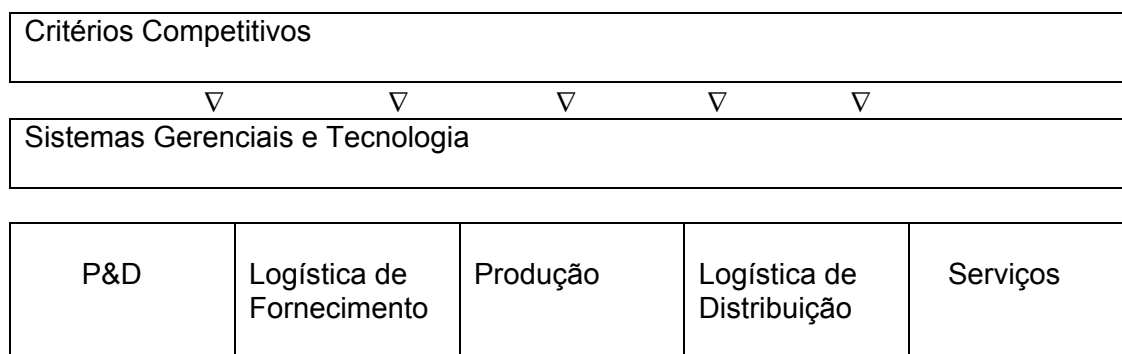 Critérios Competitivos
∇ ∇ ∇ ∇ ∇
Sistemas Gerenciais e Tecnologia
P&D
Logística de
Fornecimento
Produção
Logística de
Distribuição
Serviços